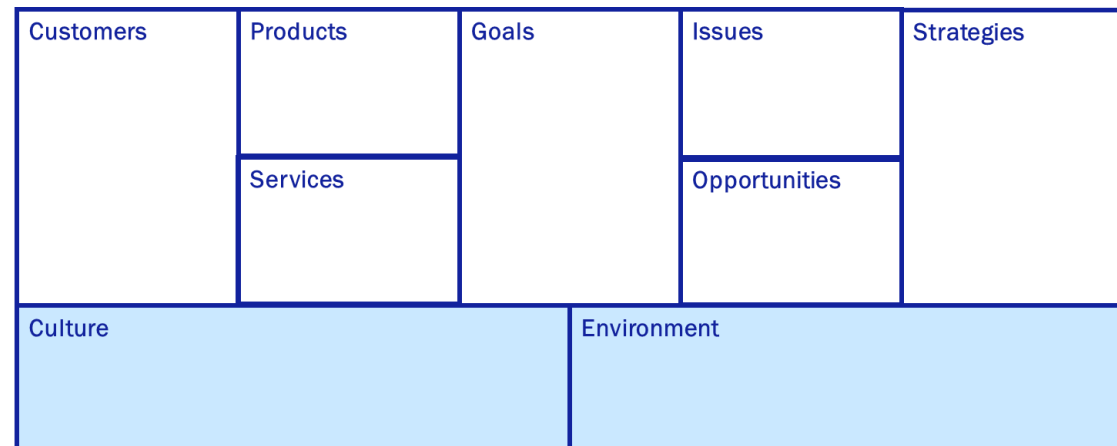 Customers
Products
Services
Goals
Issues
Opportunities
Strategies
Culture
Environment